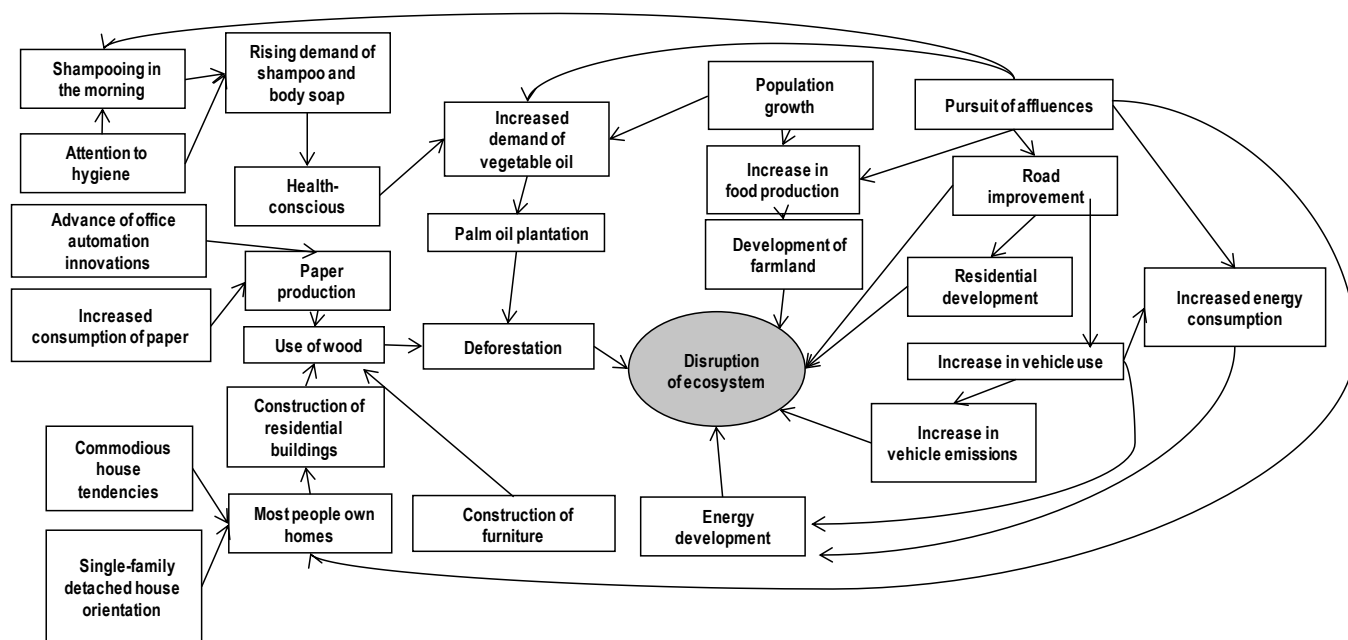 Shampooing in
the morning
Rising demand of
shampoo and
body soap
Attention to
hygiene
Health-
conscious
Increased
demand of
vegetable oil
Population
growth
Pursuit of affluences
Increase in
food production
Road
improvement
Advance of office
automation
innovations
Palm oil plantation
Development of
farmland
Paper
production
Residential
development
Increased energy
consumption
Increased
consumption of paper
Use of wood
Deforestation
Disruption
of ecosystem
Increase in vehicle use
Construction of
residential
buildings
Increase in
vehicle emissions
Commodious
house
tendencies
Most people own
homes
Construction of
furniture
Energy
development
Single-family
detached house
orientation